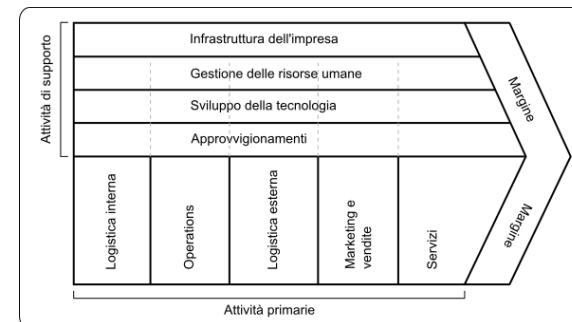 Attività di supporto
Infrastruttura dell'impresa
Gestione delle risorse umane
Sviluppo della tecnologia
Approvvigionamenti
Margine
Logistica interna
Operations
Logistica esterna
Marketing e
vendite
Servizi
Margine
Attività primarie